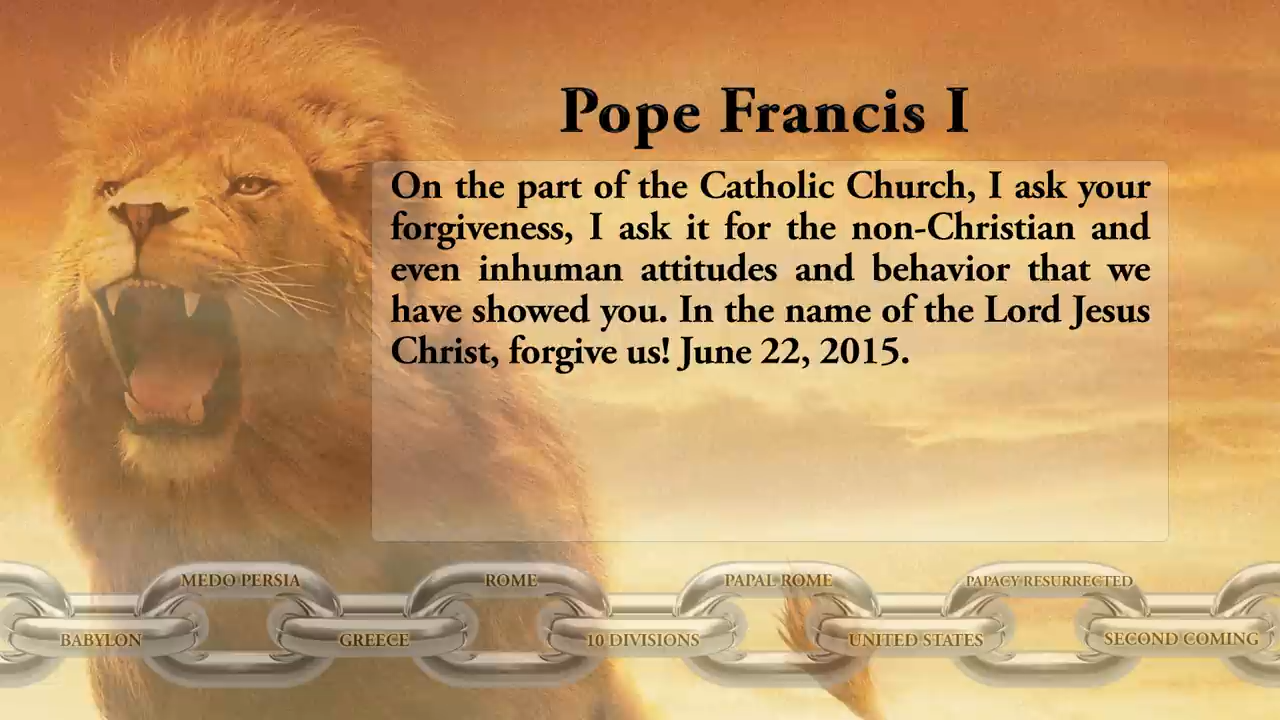 Pope Francis I
On the part of the Catholic Church, I ask your
forgiveness, I ask it for the non-Christian and
even inhuman attitudes and behavior that we
have showed you. In the name of the Lord Jesus
Christ, forgive us! June 22, 2015.
MEDO PERSIA
ROME
PAPAL ROME
PAPACY RESURRECTED
BABYLON
GREECE
10 DIVISIONS
UNITED STATES
SECOND COMING